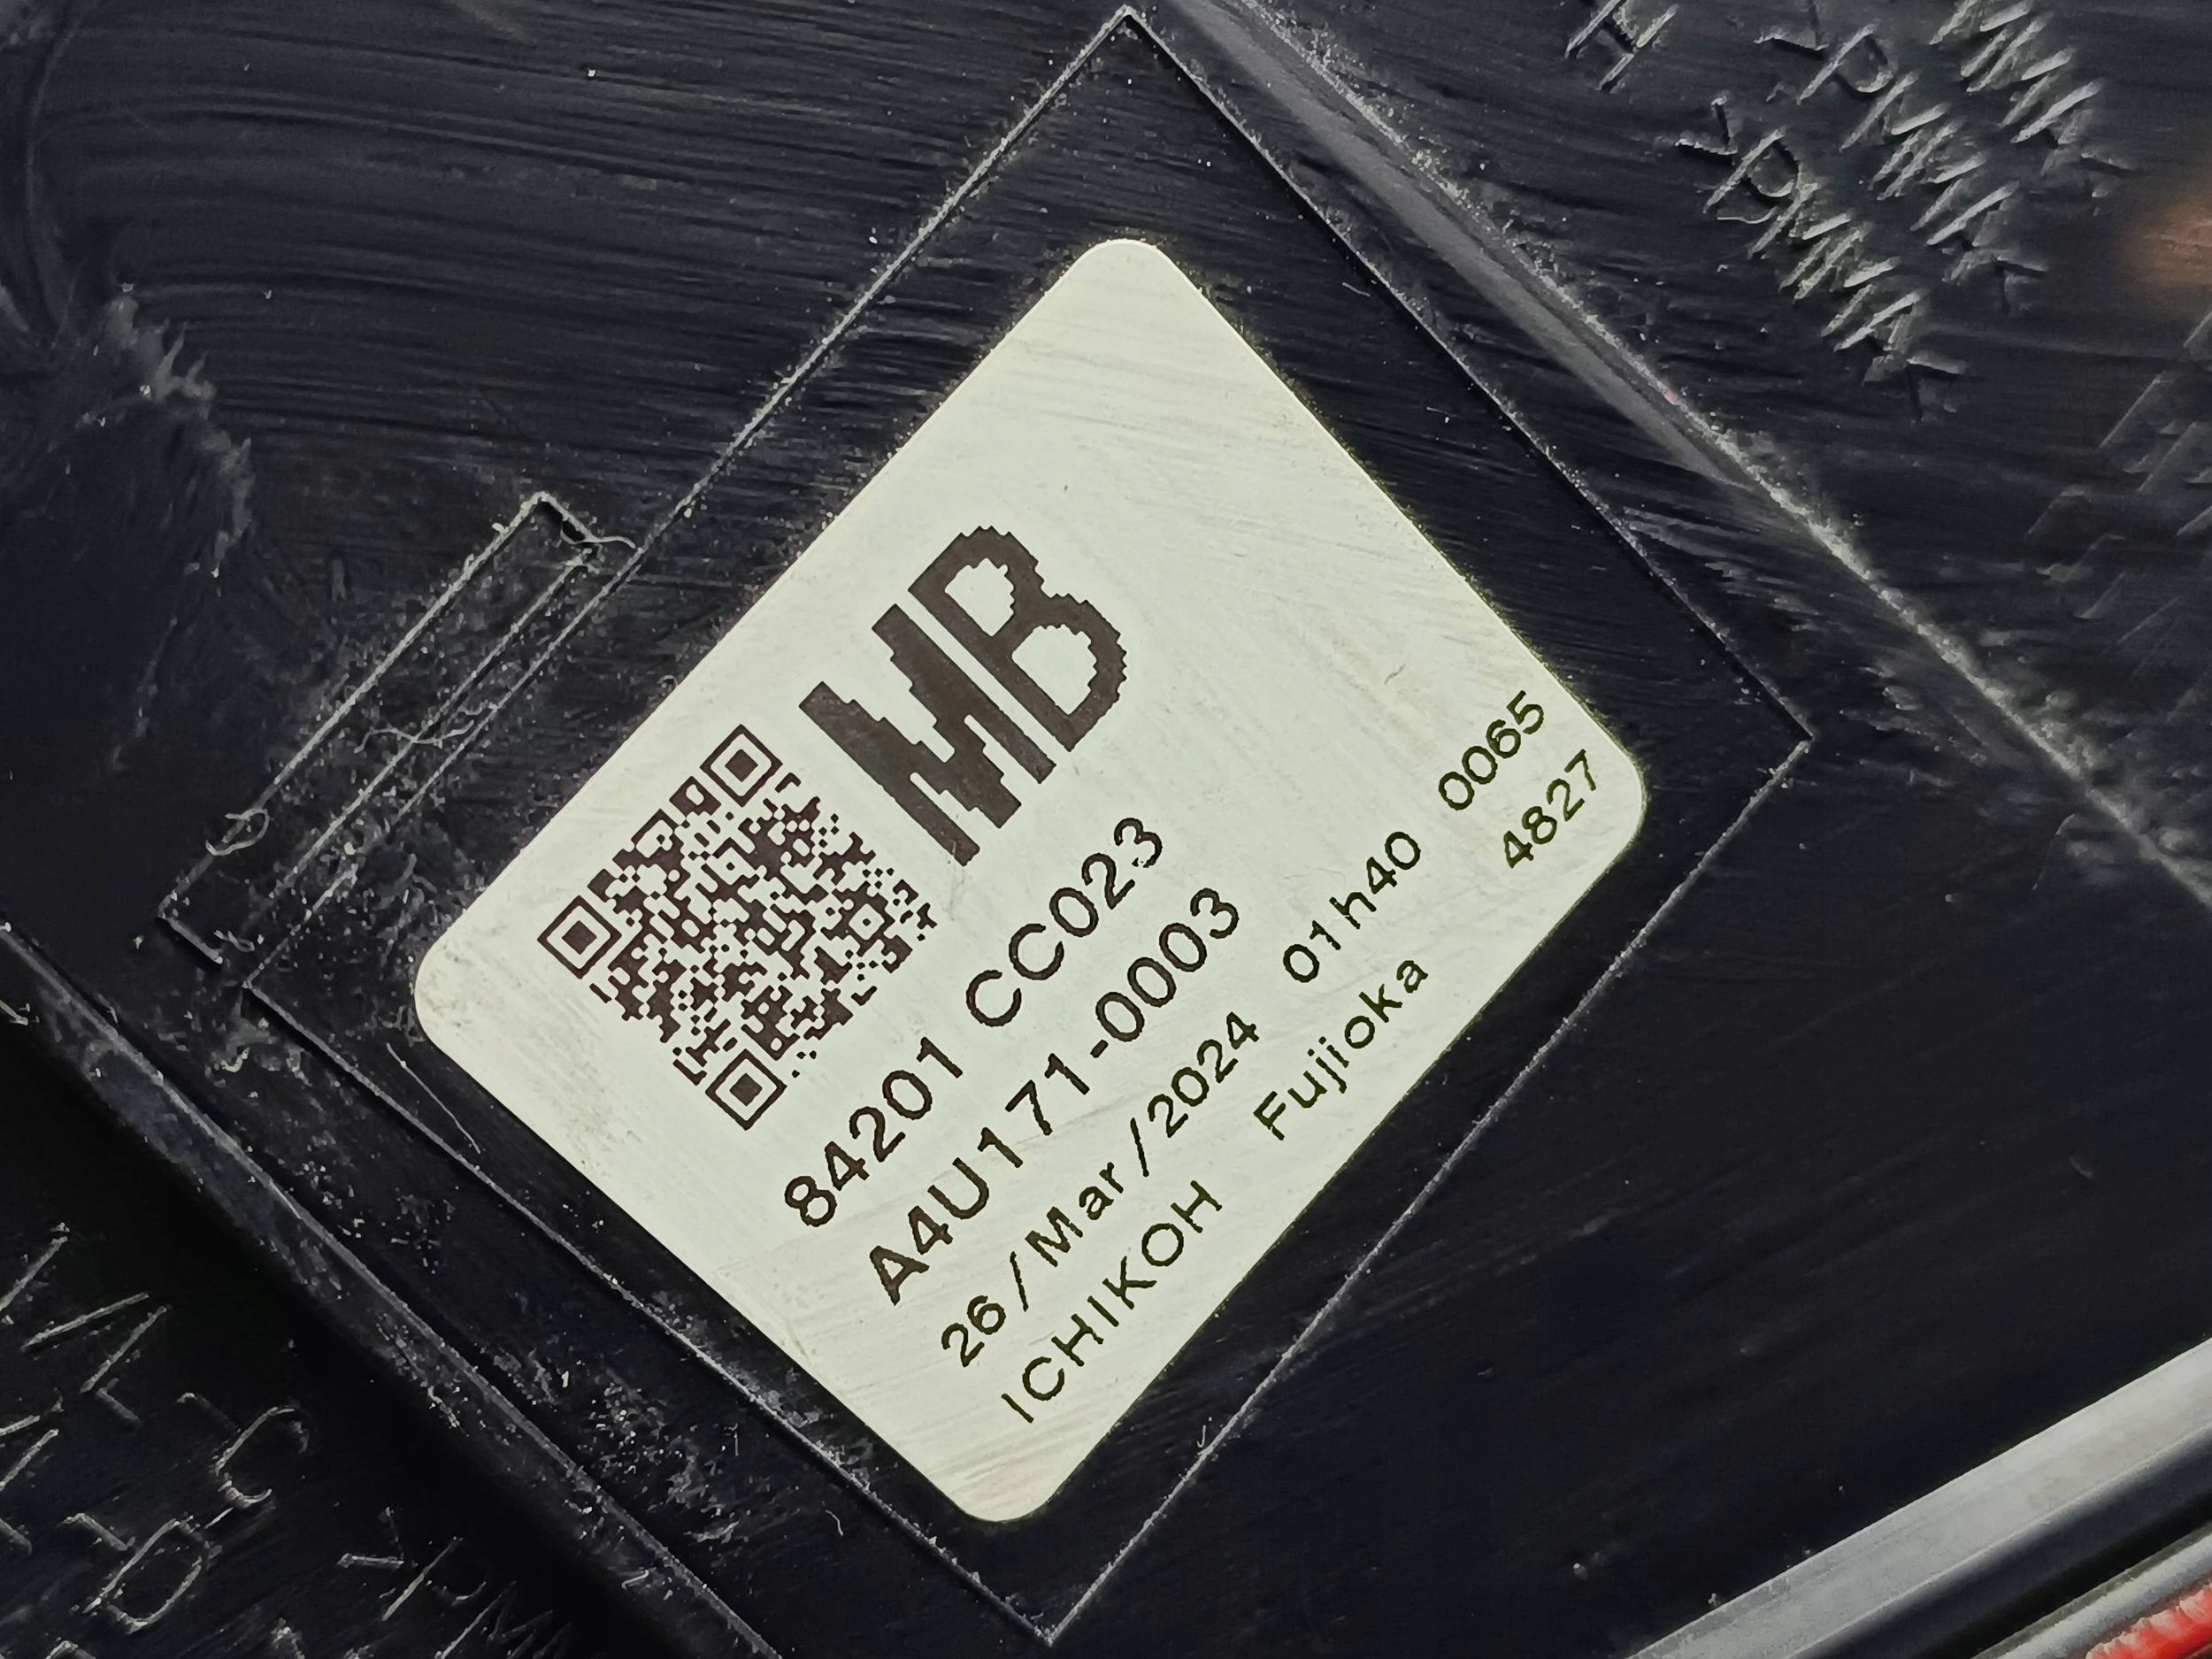 MB
84201 CC023
A4U171-0003
26/Mar/2024 01h40 0065
ICHIKOH Fujioka 4827